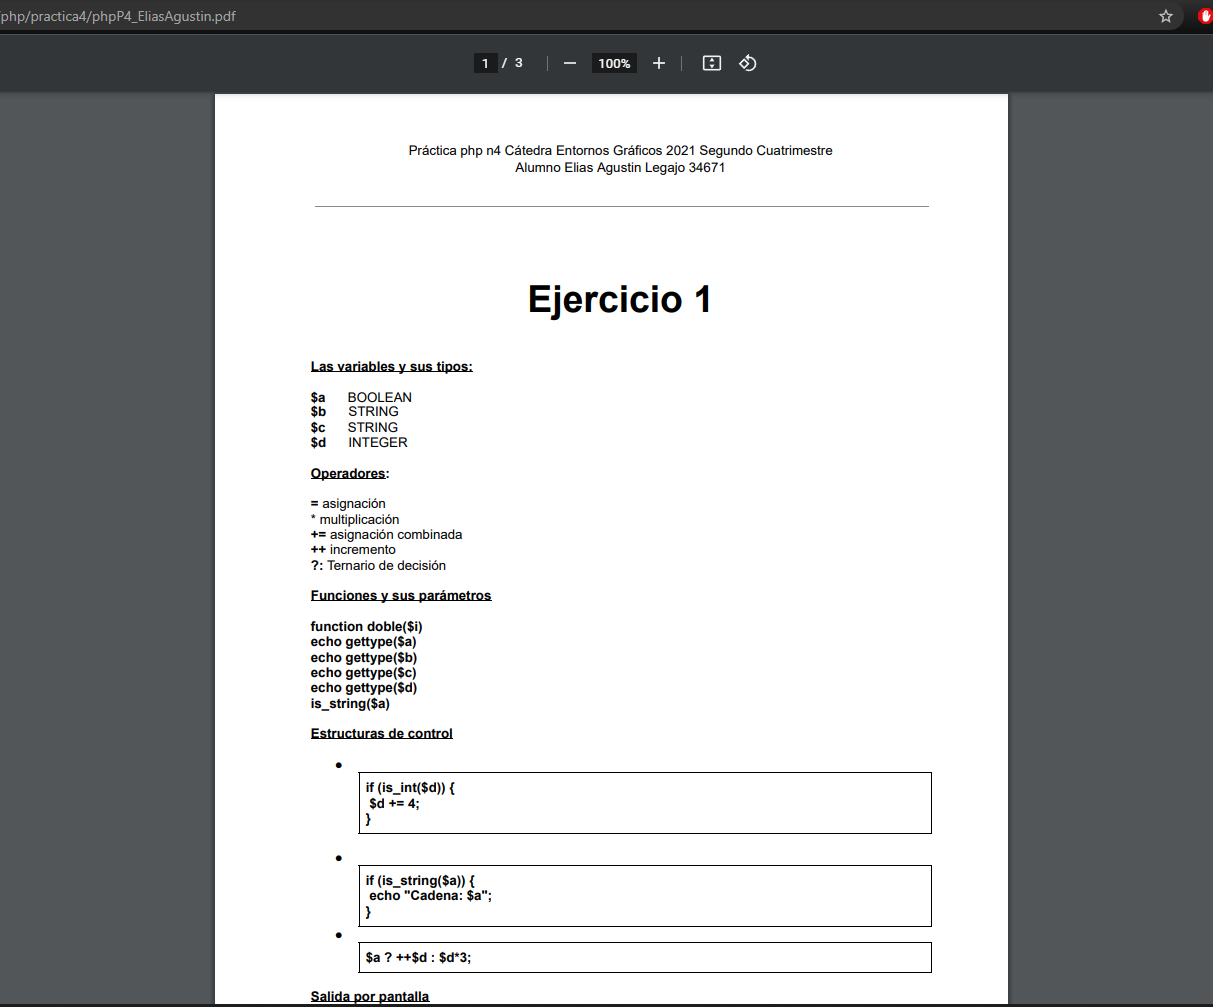 php/practica4/phpP4_EliasAgustin.pdf
1 / 3
100%
Práctica php n4 Cátedra Entornos Gráficos 2021 Segundo Cuatrimestre
Alumno Elias Agustin Legajo 34671
Ejercicio 1
Las variables y sus tipos:
$a BOOLEAN
$b STRING
$c STRING
$d INTEGER
Operadores:
= asignación
* multiplicación
+= asignación combinada
++ incremento
?: Ternario de decisión
Funciones y sus parámetros
function doble($i)
echo gettype($a)
echo gettype($b)
echo gettype($c)
echo gettype($d)
is_string($a)
Estructuras de control
if (is_int($d)) {
$d += 4;
}
if (is_string($a)) {
echo "Cadena: $a";
}
$a ? ++$d : $d*3;
Salida por pantalla